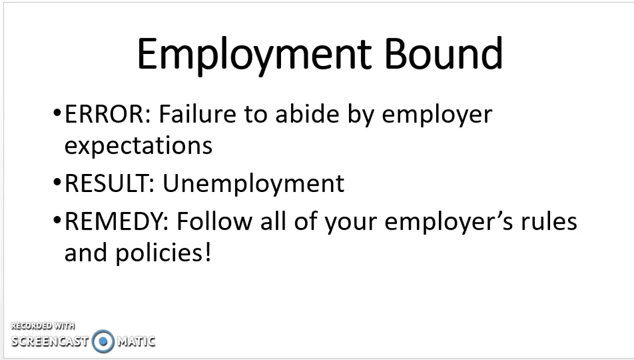 Employment Bound
•ERROR: Failure to abide by employer
expectations
•RESULT: Unemployment
•REMEDY: Follow all of your employer’s rules
and policies!
RECORDED WITH
SCREENCAST MATIC